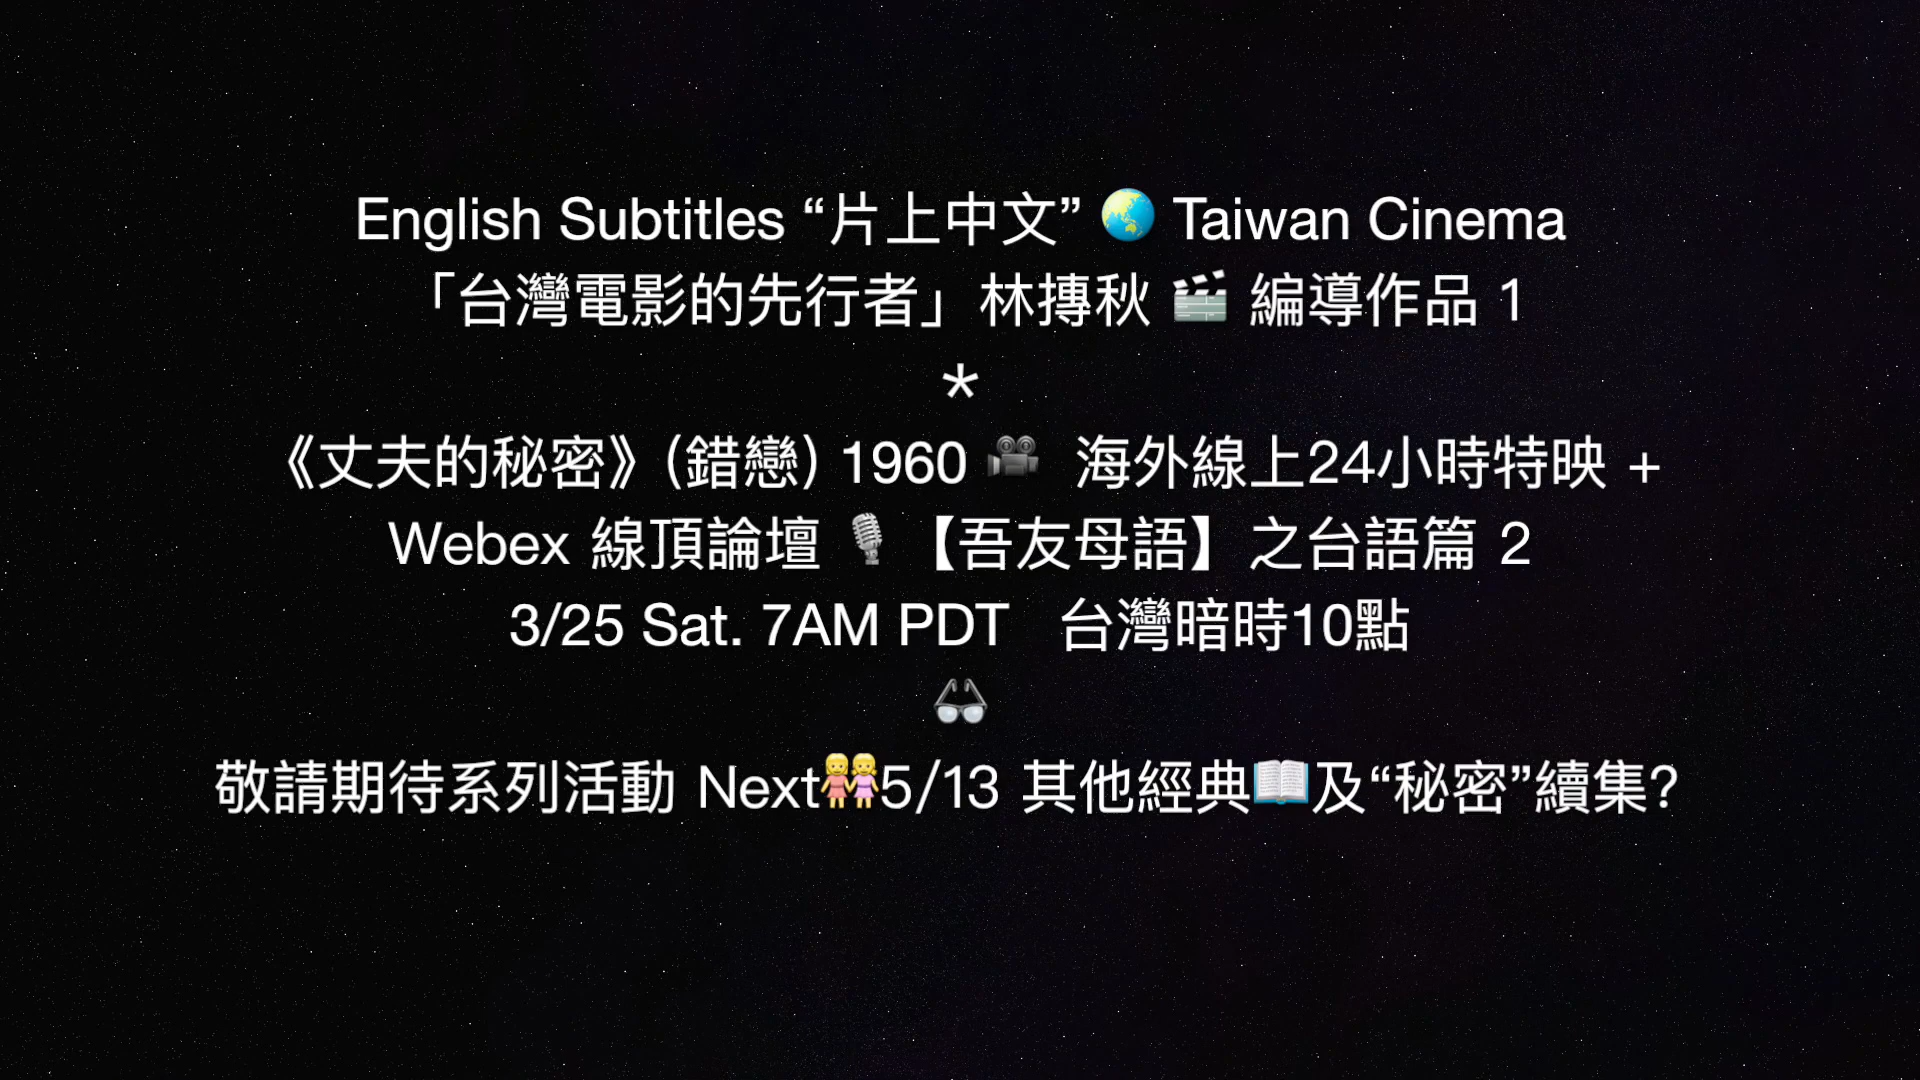 English Subtitles “片上中文” 🌏 Taiwan Cinema
「台灣電影的先行者」林摶秋 🎬 編導作品 1
*
《丈夫的秘密》(錯戀) 1960 🎥 海外線上24小時特映 +
Webex 線頂論壇 🎙 【吾友母語】之台語篇 2
3/25 Sat. 7AM PDT 台灣暗時10點
👓
敬請期待系列活動 Next👭5/13 其他經典📖及“秘密”續集?